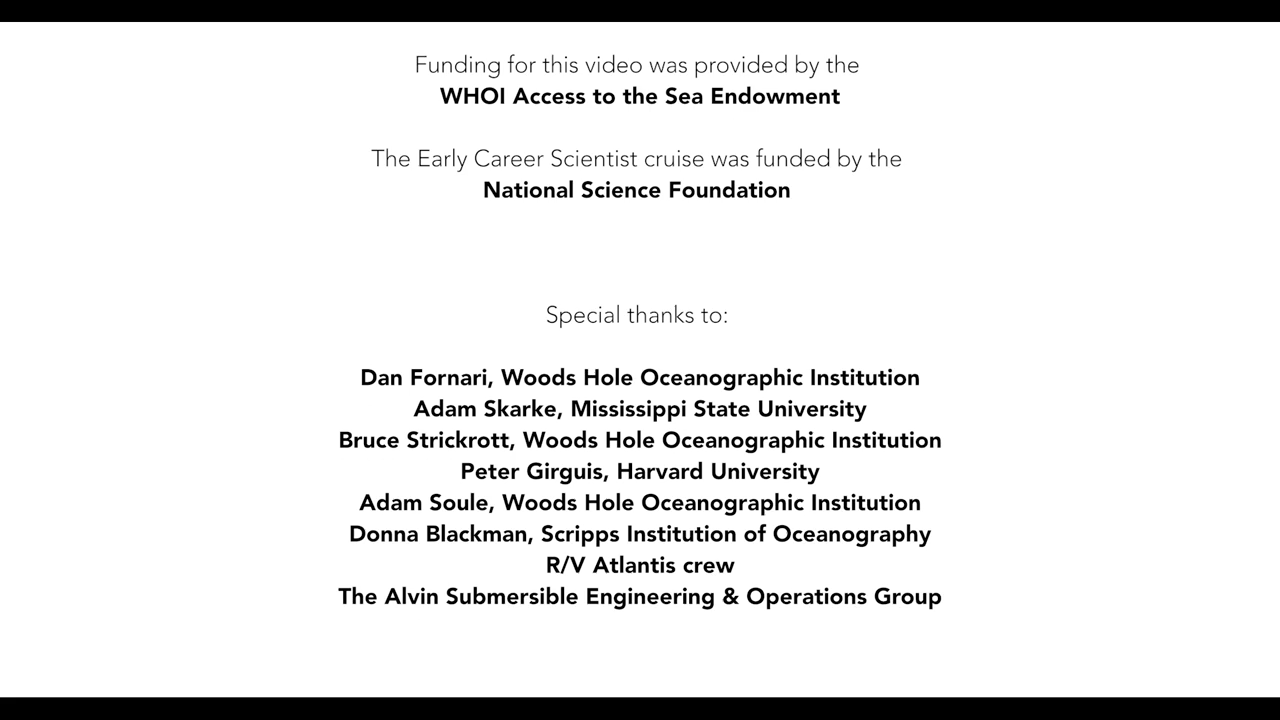 Funding for this video was provided by the
WHOI Access to the Sea Endowment
The Early Career Scientist cruise was funded by the
National Science Foundation
Special thanks to:
Dan Fornari, Woods Hole Oceanographic Institution
Adam Skarke, Mississippi State University
Bruce Strickrott, Woods Hole Oceanographic Institution
Peter Girguis, Harvard University
Adam Soule, Woods Hole Oceanographic Institution
Donna Blackman, Scripps Institution of Oceanography
R/V Atlantis crew
The Alvin Submersible Engineering & Operations Group